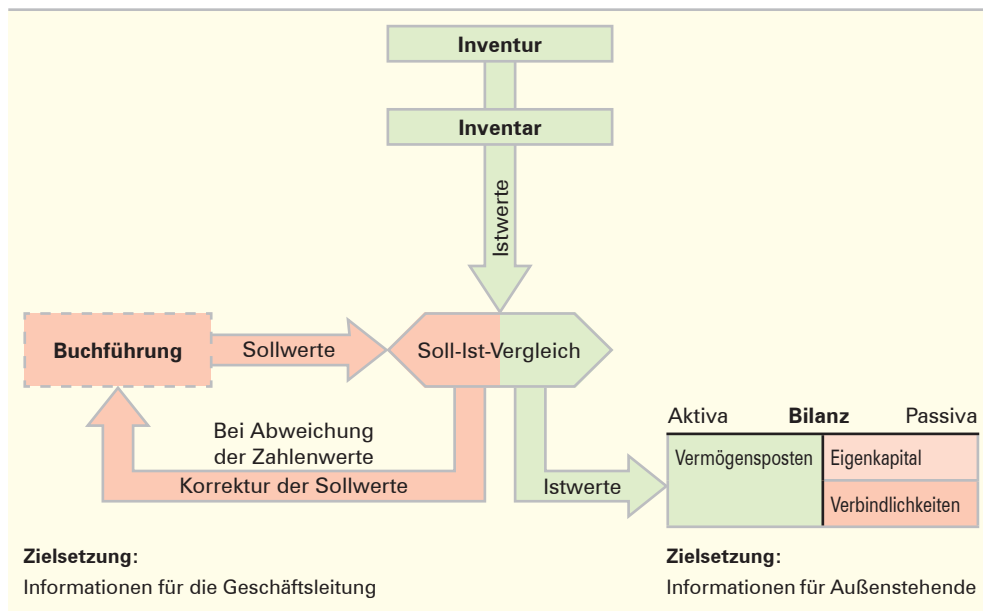 Inventur
Inventar
Istwerte
Buchführung
Sollwerte
Soll-Ist-Vergleich
Bei Abweichung
der Zahlenwerte
Korrektur der Sollwerte
Istwerte
Aktiva Bilanz Passiva
Vermögensposten Eigenkapital
Verbindlichkeiten
Zielsetzung:
Informationen für die Geschäftsleitung
Zielsetzung:
Informationen für Außenstehende